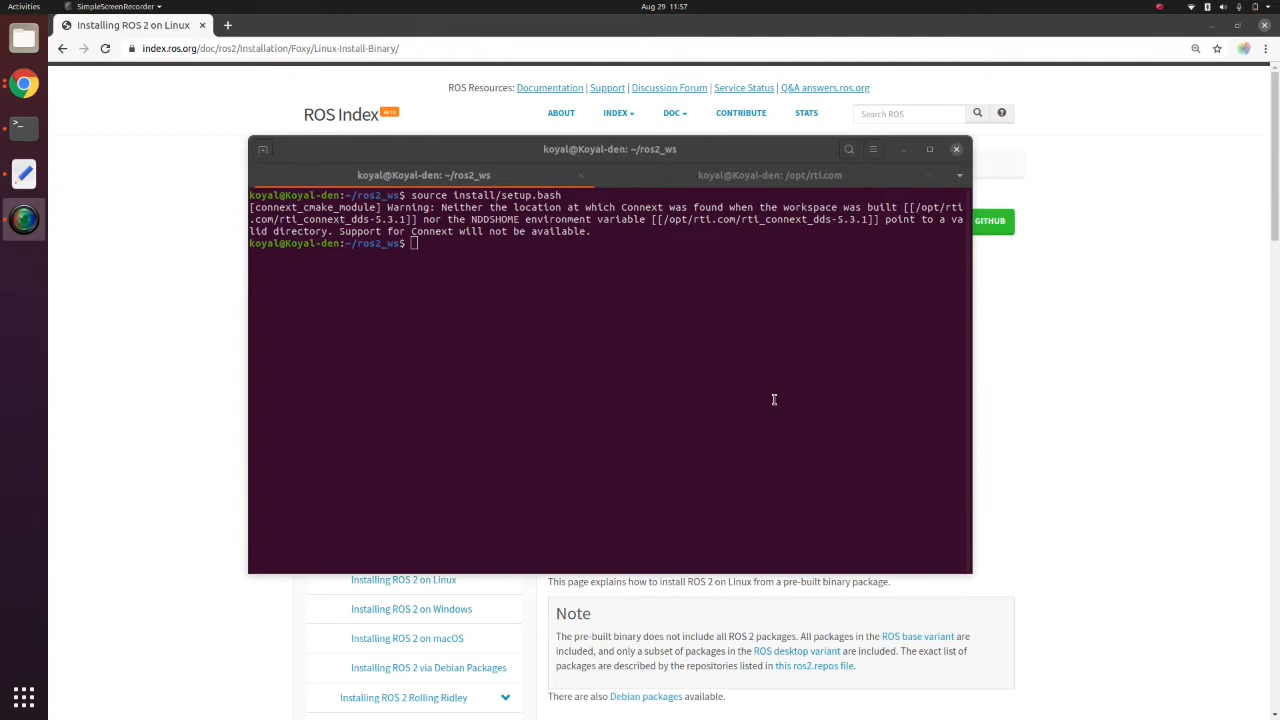 Activities
SimpleScreenRecorder
Aug 29 11:57
Installing ROS 2 on Linux
index.ros.org/doc/ros2/Installation/Foxy/Linux-Install-Binary/
ROS Resources: Documentation | Support | Discussion Forum | Service Status | Q&A answers.ros.org
ROS Index BETA
ABOUT INDEX DOC CONTRIBUTE STATS
Search ROS
koyal@Koyal-den: ~/ros2_ws
koyal@Koyal-den: ~/ros2_ws
koyal@Koyal-den: /opt/rti.com
koyal@Koyal-den:~/ros2_ws$ source install/setup.bash
[connext_cmake_module] Warning: Neither the location at which Connext was found when the workspace was built [[/opt/rti
.com/rti_connext_dds-5.3.1]] nor the NDDSHOME environment variable [[/opt/rti.com/rti_connext_dds-5.3.1]] point to a va
lid directory. Support for Connext will not be available.
koyal@Koyal-den:~/ros2_ws$
GITHUB
Installing ROS 2 on Linux
Installing ROS 2 on Windows
Installing ROS 2 on macOS
Installing ROS 2 via Debian Packages
Installing ROS 2 Rolling Ridley
This page explains how to install ROS 2 on Linux from a pre-built binary package.
Note
The pre-built binary does not include all ROS 2 packages. All packages in the ROS base variant are
included, and only a subset of packages in the ROS desktop variant are included. The exact list of
packages are described by the repositories listed in this ros2.repos file.
There are also Debian packages available.